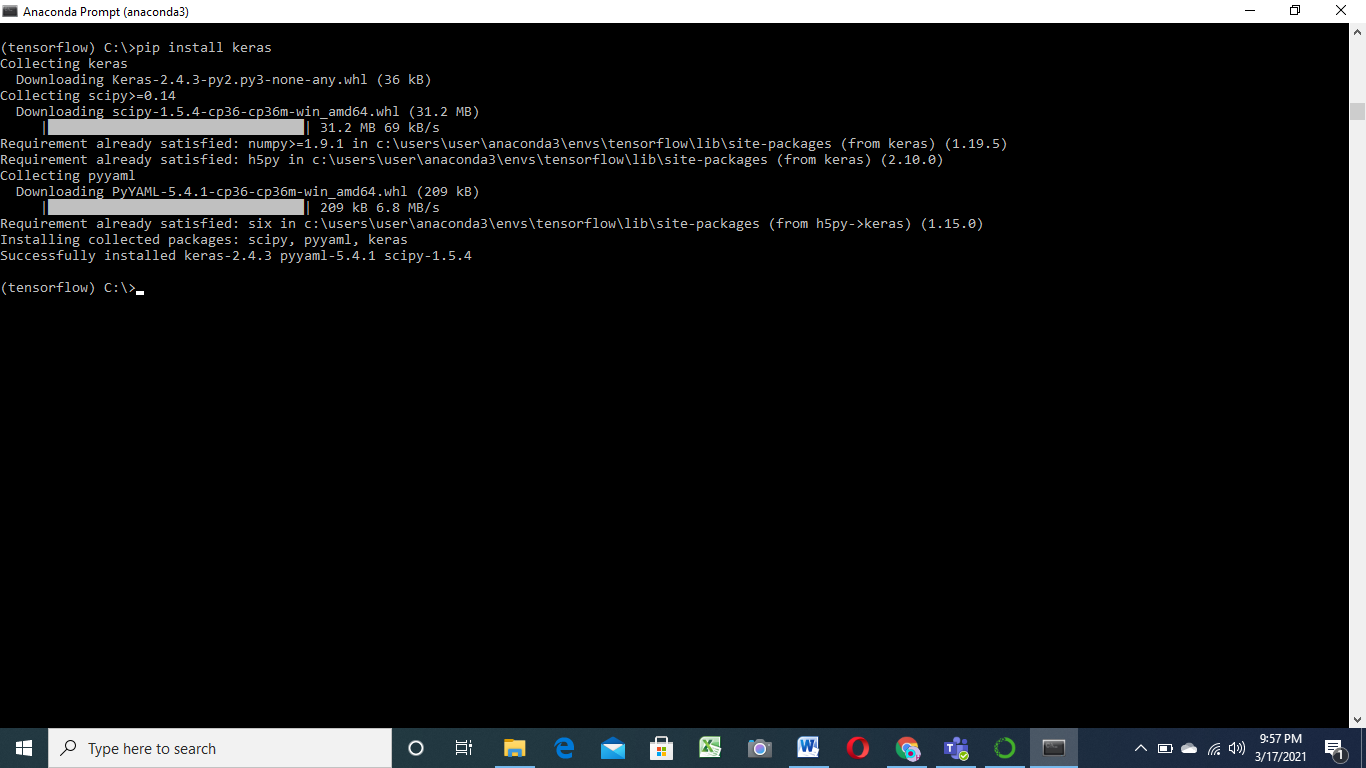 Anaconda Prompt (anaconda3)
(tensorflow) C:\>pip install keras
Collecting keras
  Downloading Keras-2.4.3-py2.py3-none-any.whl (36 kB)
Collecting scipy>=0.14
  Downloading scipy-1.5.4-cp36-cp36m-win_amd64.whl (31.2 MB)
     |████████████████████████████████| 31.2 MB 69 kB/s
Requirement already satisfied: numpy>=1.9.1 in c:\users\user\anaconda3\envs\tensorflow\lib\site-packages (from keras) (1.19.5)
Requirement already satisfied: h5py in c:\users\user\anaconda3\envs\tensorflow\lib\site-packages (from keras) (2.10.0)
Collecting pyyaml
  Downloading PyYAML-5.4.1-cp36-cp36m-win_amd64.whl (209 kB)
     |████████████████████████████████| 209 kB 6.8 MB/s
Requirement already satisfied: six in c:\users\user\anaconda3\envs\tensorflow\lib\site-packages (from h5py->keras) (1.15.0)
Installing collected packages: scipy, pyyaml, keras
Successfully installed keras-2.4.3 pyyaml-5.4.1 scipy-1.5.4
(tensorflow) C:\>
Type here to search
9:57 PM
3/17/2021
1